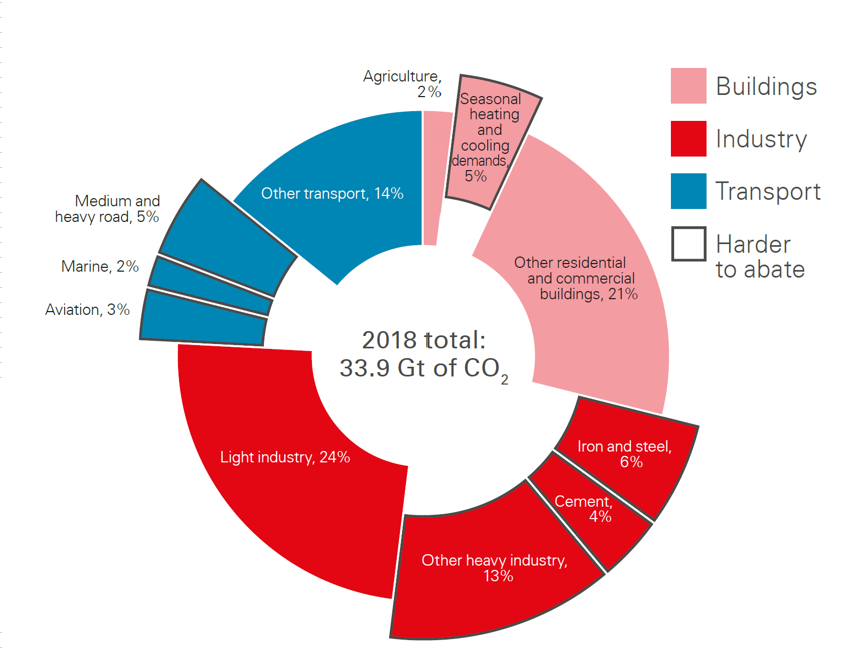 Agriculture,
2%
Seasonal
heating
and
cooling
demands,
5%
Buildings
Industry
Transport
Harder
to abate
Other transport, 14%
Medium and
heavy road, 5%
Marine, 2%
Aviation, 3%
Other residential
and commercial
buildings, 21%
2018 total:
33.9 Gt of CO₂
Light industry, 24%
Iron and steel,
6%
Cement,
4%
Other heavy industry,
13%